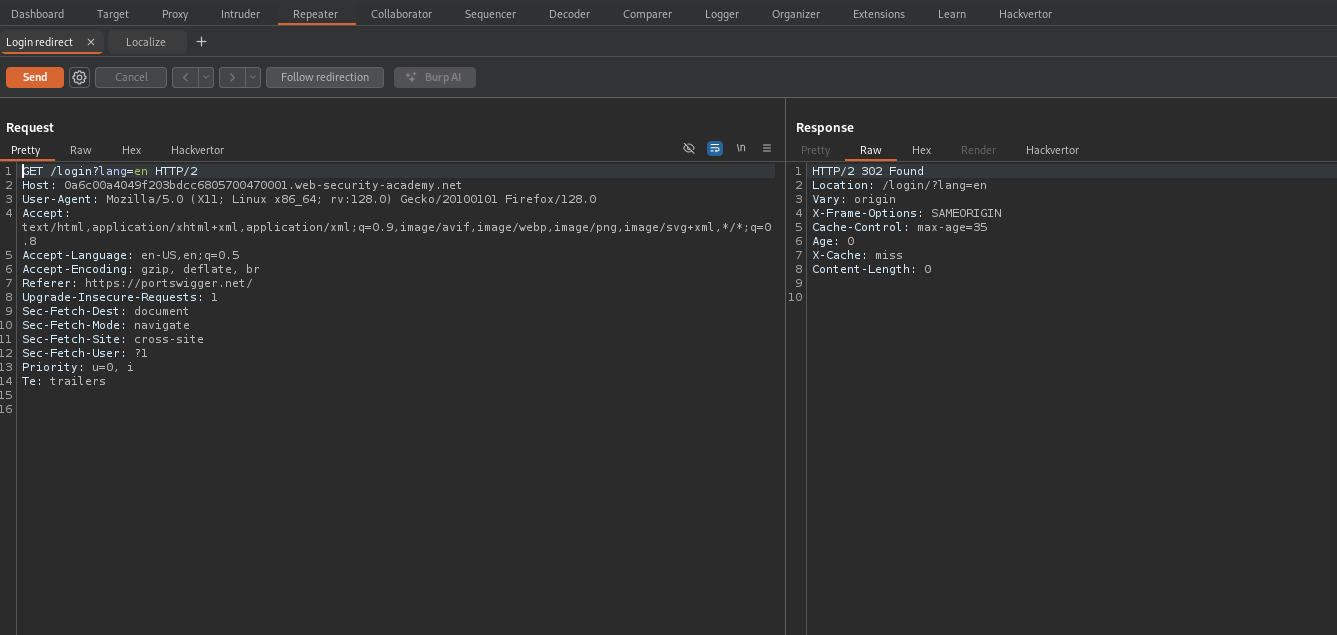 Dashboard Target Proxy Intruder Repeater Collaborator Sequencer Decoder Comparer Logger Organizer Extensions Learn Hackvertor
Login redirect × Localize +
Send Cancel < > Follow redirection Burp AI
Request
Pretty Raw Hex Hackvertor \n
1 GET /login?lang=en HTTP/2
2 Host: 0a6c00a4049f203bdcc6805700470001.web-security-academy.net
3 User-Agent: Mozilla/5.0 (X11; Linux x86_64; rv:128.0) Gecko/20100101 Firefox/128.0
4 Accept:
text/html,application/xhtml+xml,application/xml;q=0.9,image/avif,image/webp,image/png,image/svg+xml,*/*;q=0
.8
5 Accept-Language: en-US,en;q=0.5
6 Accept-Encoding: gzip, deflate, br
7 Referer: https://portswigger.net/
8 Upgrade-Insecure-Requests: 1
9 Sec-Fetch-Dest: document
10 Sec-Fetch-Mode: navigate
11 Sec-Fetch-Site: cross-site
12 Sec-Fetch-User: ?1
13 Priority: u=0, i
14 Te: trailers
15
16
Response
Pretty Raw Hex Render Hackvertor
1 HTTP/2 302 Found
2 Location: /login/?lang=en
3 Vary: origin
4 X-Frame-Options: SAMEORIGIN
5 Cache-Control: max-age=35
6 Age: 0
7 X-Cache: miss
8 Content-Length: 0
9
10